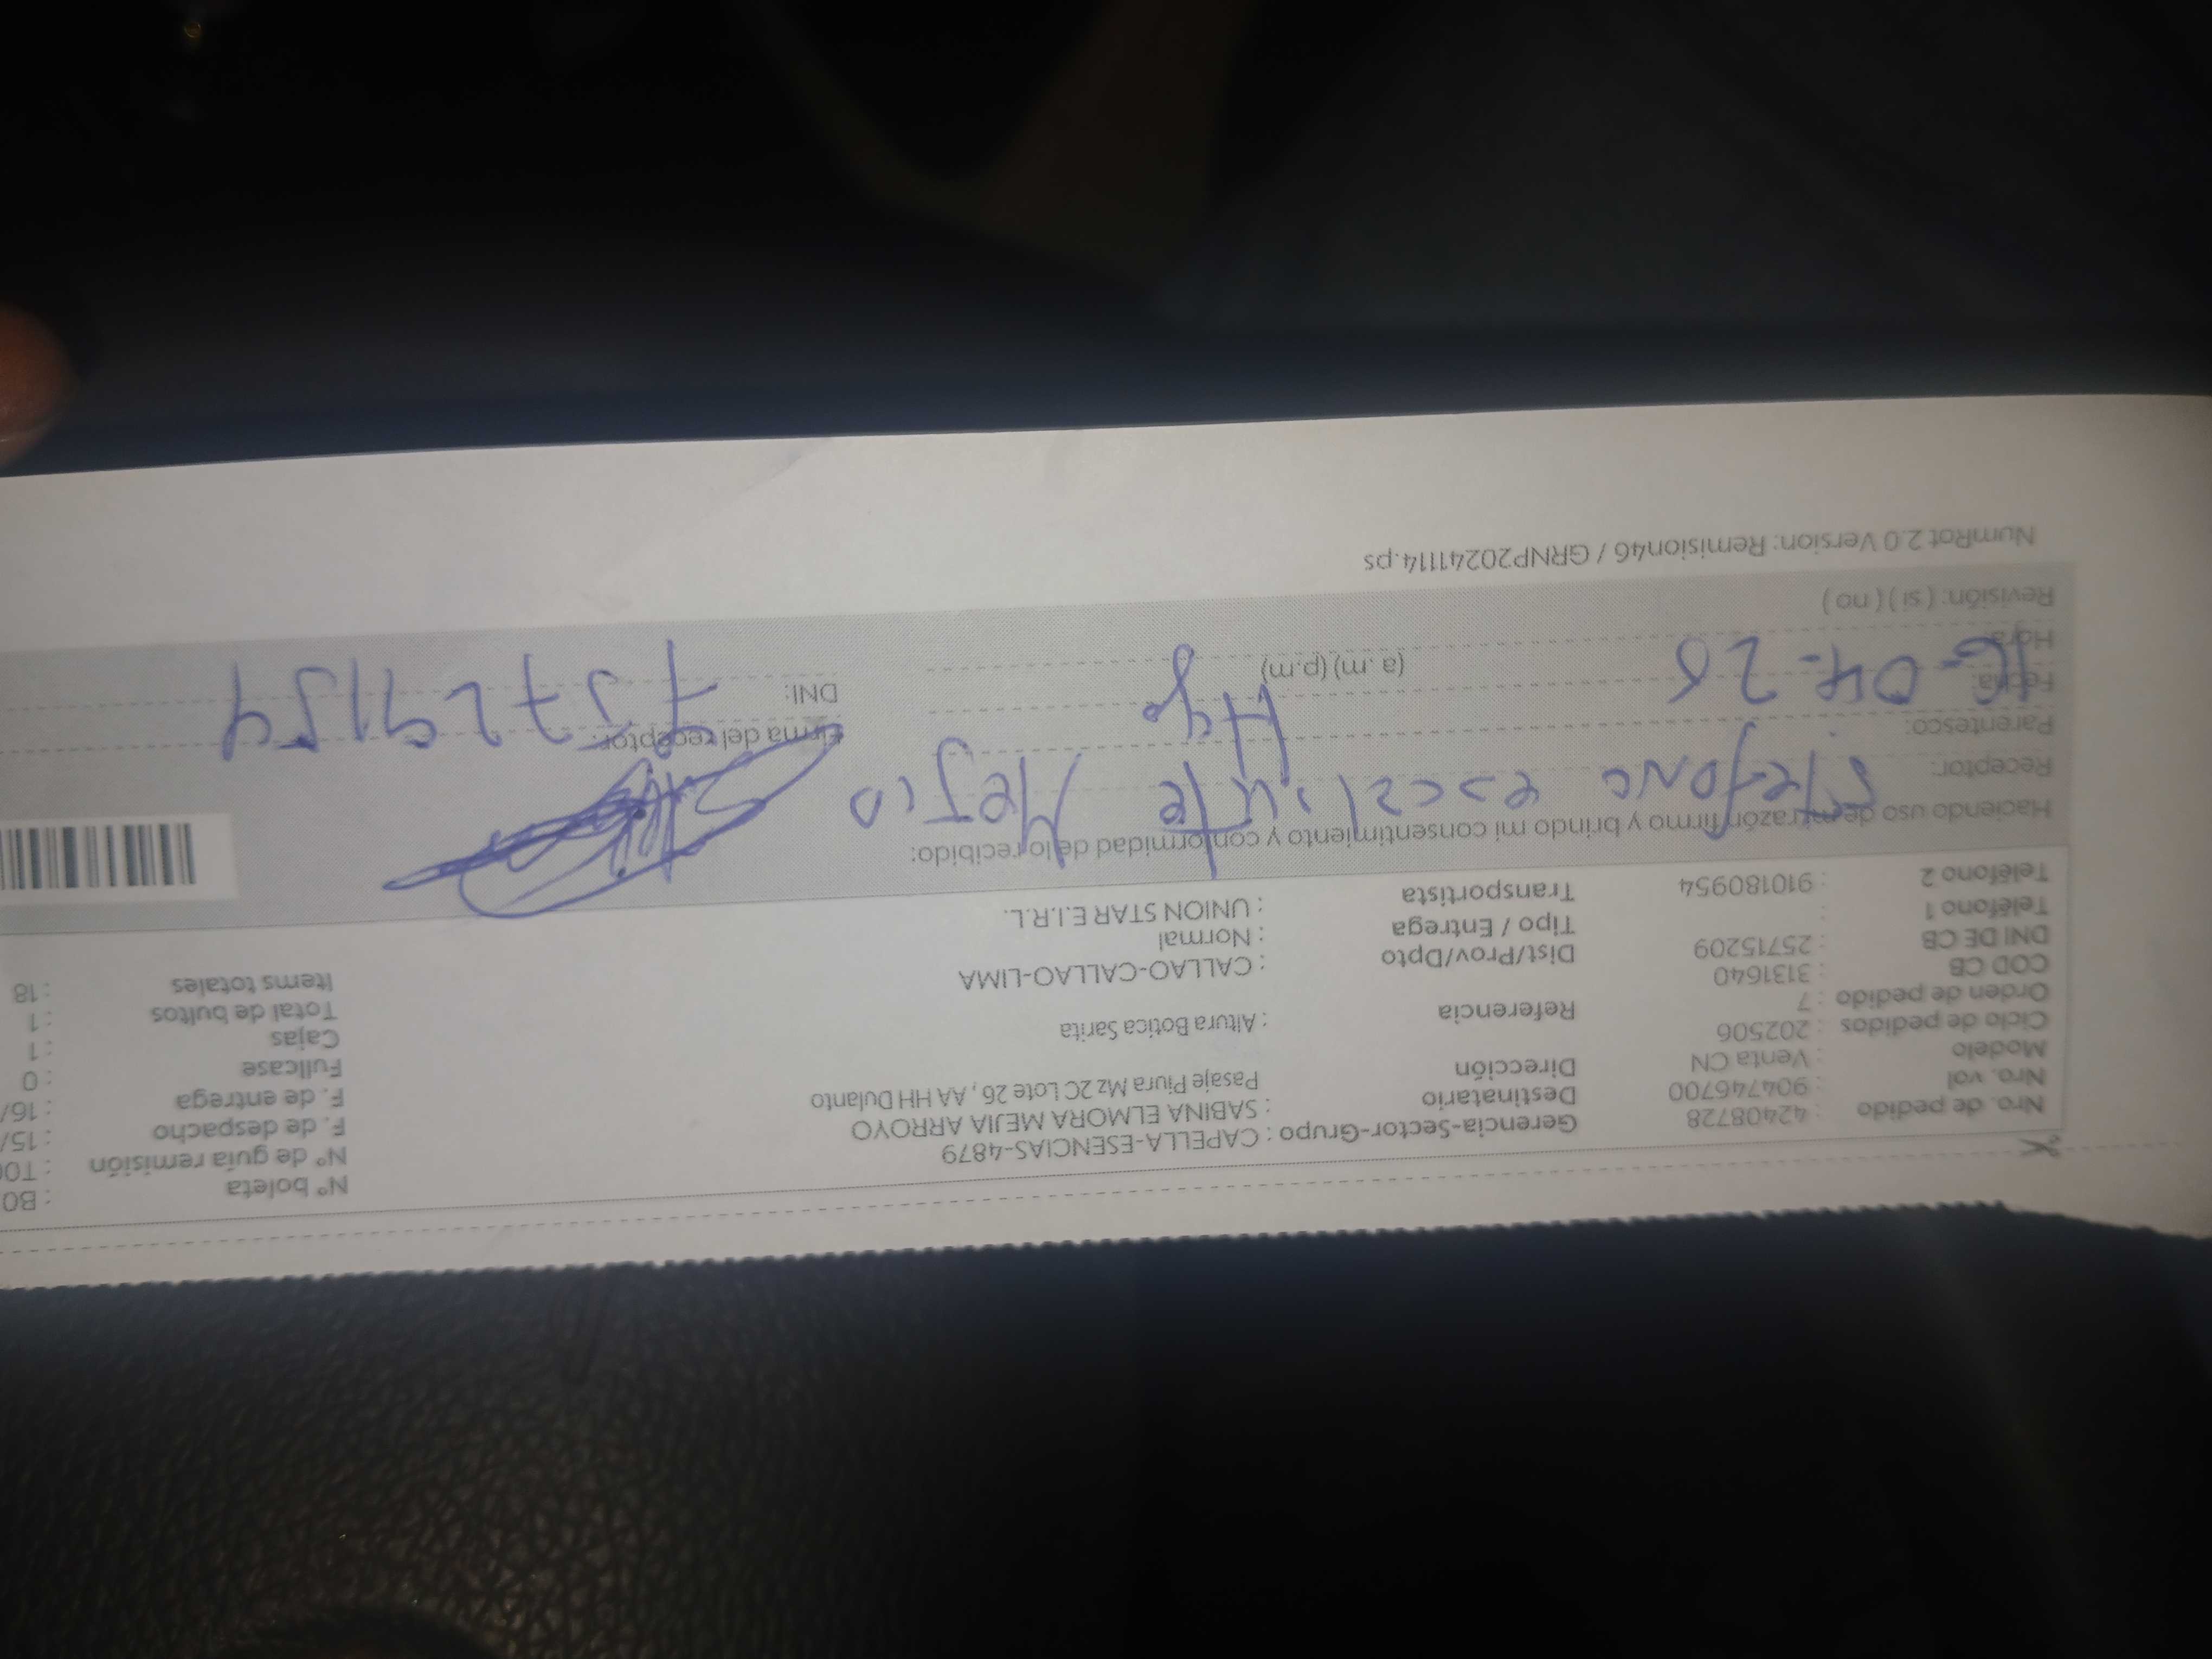 Nº boleta : B0
Nro. de pedido : 42408728 Gerencia-Sector-Grupo : CAPELLA-ESENCIAS-4879 Nº de guía remisión : T00
Nro. vol : 904746700 Destinatario : SABINA ELMORA MEJIA ARROYO F. de despacho : 15/
Modelo : Venta CN Dirección Pasaje Piura Mz 2C Lote 26 , AA HH Dulanto F. de entrega : 16/
Ciclo de pedidos : 202506 Fullcase : 0
Orden de pedido : 7 Referencia : Altura Botica Sarita Cajas : 1
COD CB : 3131640 Total de bultos : 1
DNI DE CB : 25715209 Dist/Prov/Dpto : CALLAO-CALLAO-LIMA Items totales : 18
Teléfono 1 : Tipo / Entrega : Normal
Teléfono 2 : 910180954 Transportista : UNION STAR E.I.R.L.
Haciendo uso de mi razón firmo y brindo mi consentimiento y conformidad de lo recibido:
Receptor: Mejia
Parentesco: Firma del receptor:
Fecha: 16-04-25 DNI:
Hora: (a.m) (p.m)
Revisión: ( si ) ( no )
NumRot 2.0 Version: Remision46 / GRNP20241114.ps